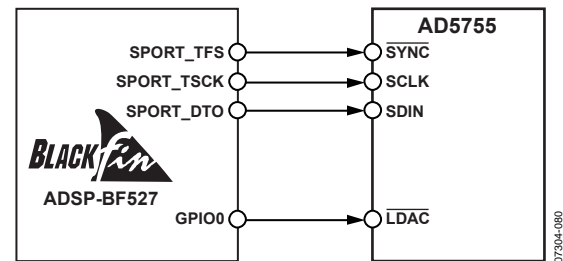 AD5755
SPORT_TFS
SYNC
SPORT_TSCK
SCLK
SPORT_DTO
SDIN
BLACKfin
ADSP-BF527
GPIO0
LDAC
07304-080